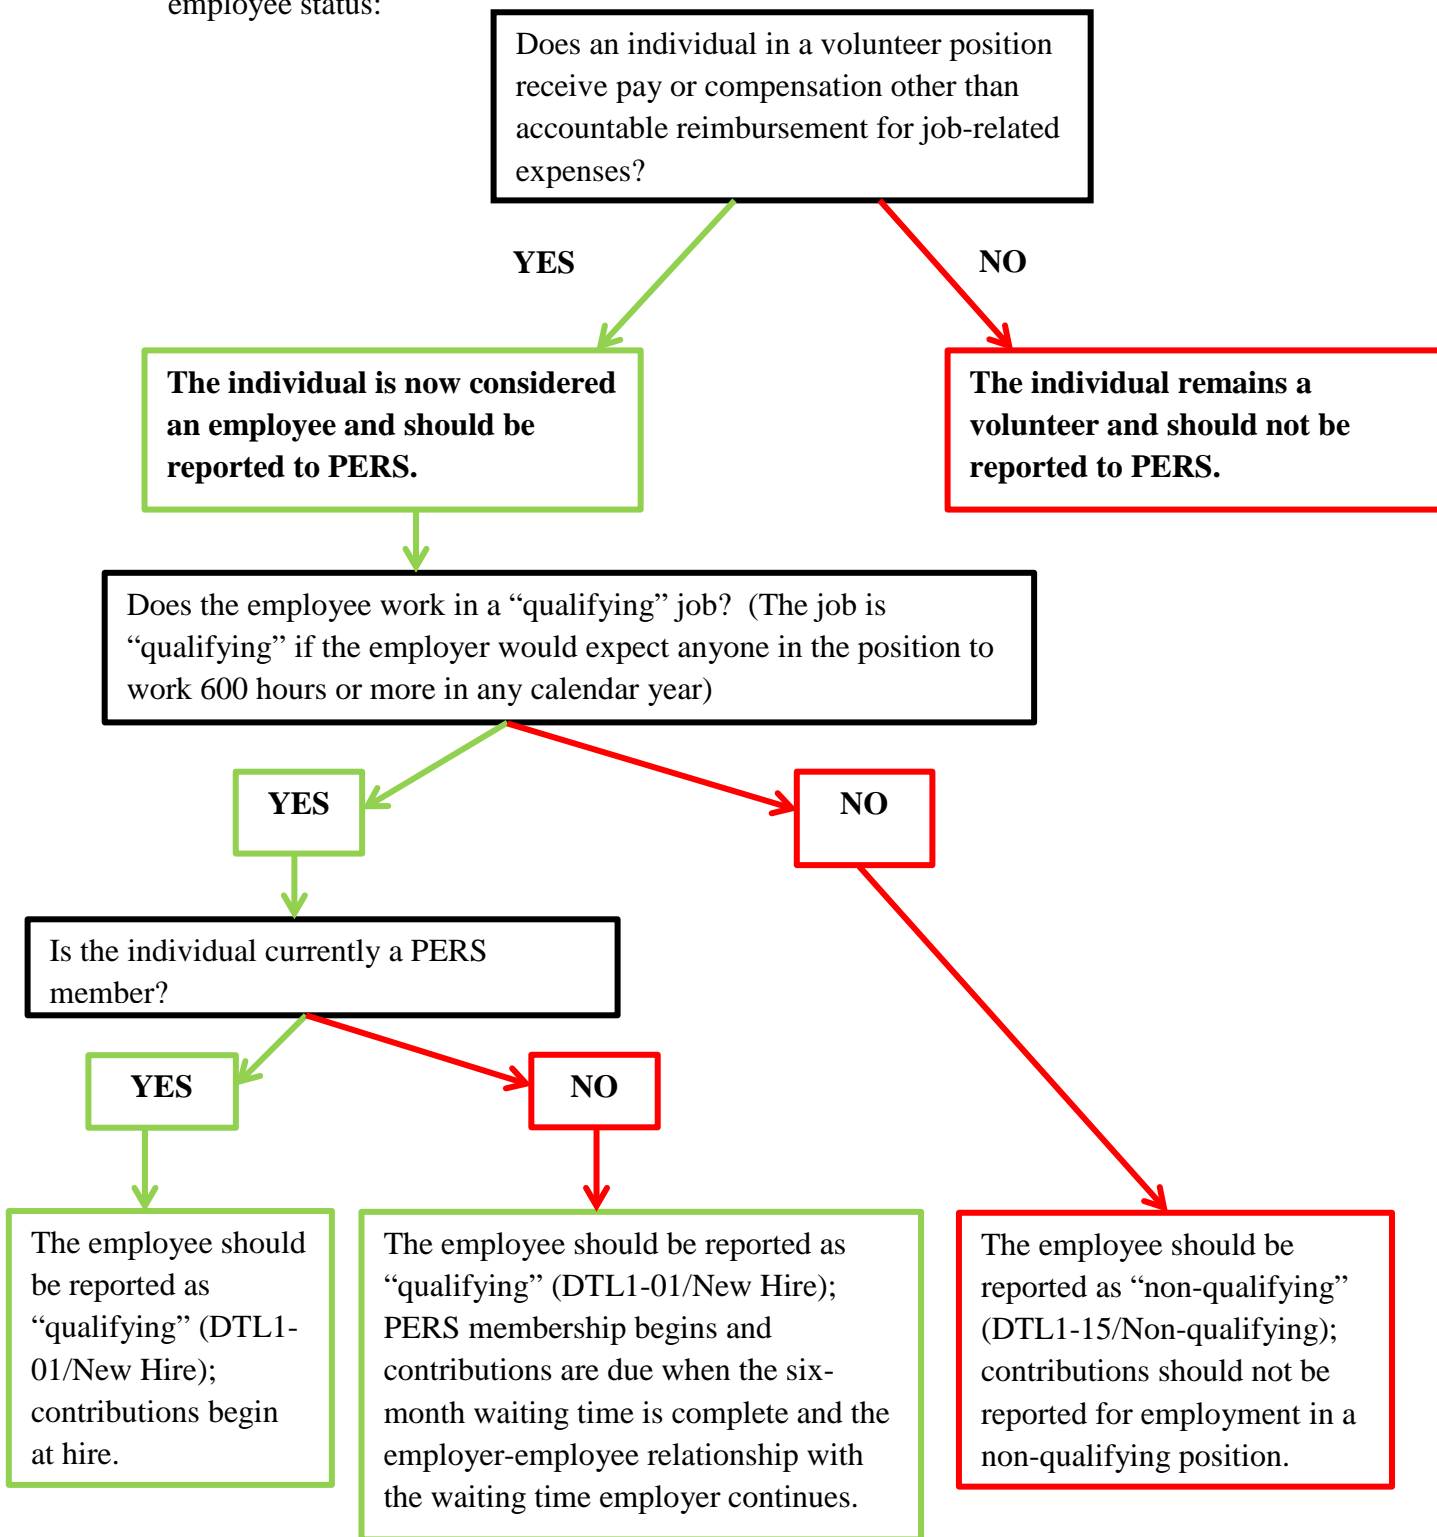 employee status:
Does an individual in a volunteer position
receive pay or compensation other than
accountable reimbursement for job-related
expenses?
YES
NO
The individual is now considered
an employee and should be
reported to PERS.
The individual remains a
volunteer and should not be
reported to PERS.
Does the employee work in a “qualifying” job?  (The job is
“qualifying” if the employer would expect anyone in the position to
work 600 hours or more in any calendar year)
YES
NO
Is the individual currently a PERS
member?
YES
NO
The employee should
be reported as
“qualifying” (DTL1-
01/New Hire);
contributions begin
at hire.
The employee should be reported as
“qualifying” (DTL1-01/New Hire);
PERS membership begins and
contributions are due when the six-
month waiting time is complete and the
employer-employee relationship with
the waiting time employer continues.
The employee should be
reported as “non-qualifying”
(DTL1-15/Non-qualifying);
contributions should not be
reported for employment in a
non-qualifying position.